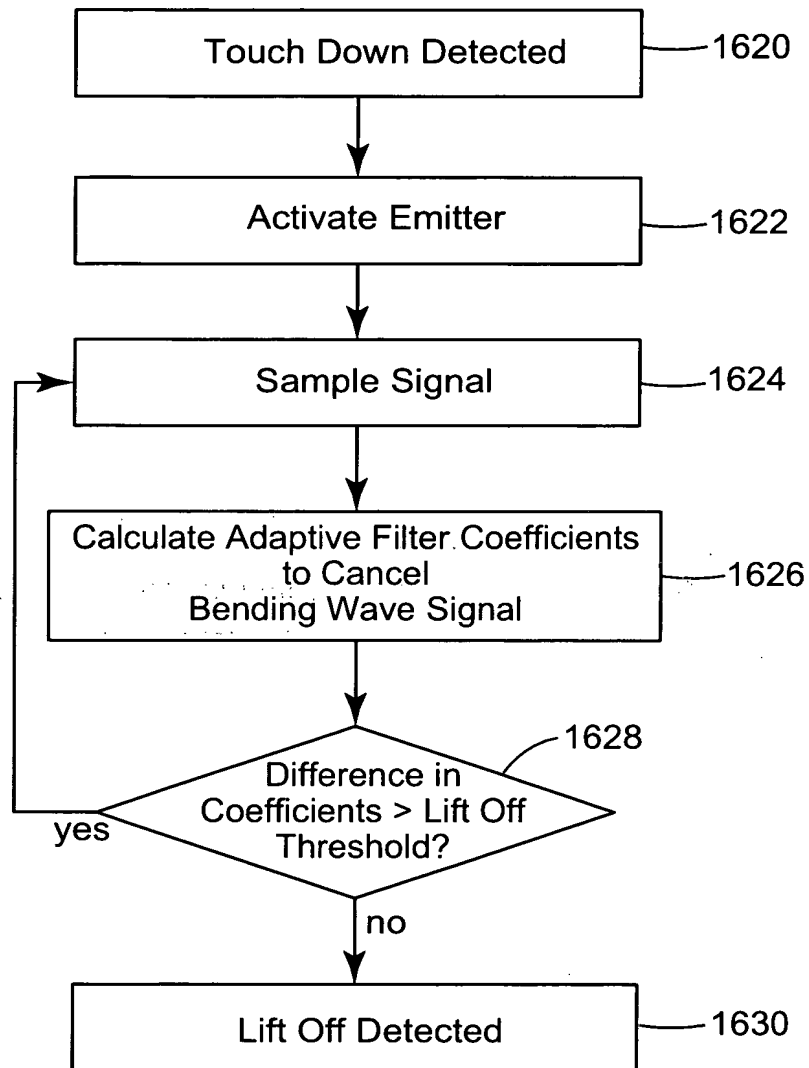 Touch Down Detected
1620
Activate Emitter
1622
Sample Signal
1624
Calculate Adaptive Filter Coefficients
to Cancel
Bending Wave Signal
1626
1628
Difference in
Coefficients > Lift Off
Threshold?
yes
no
Lift Off Detected
1630